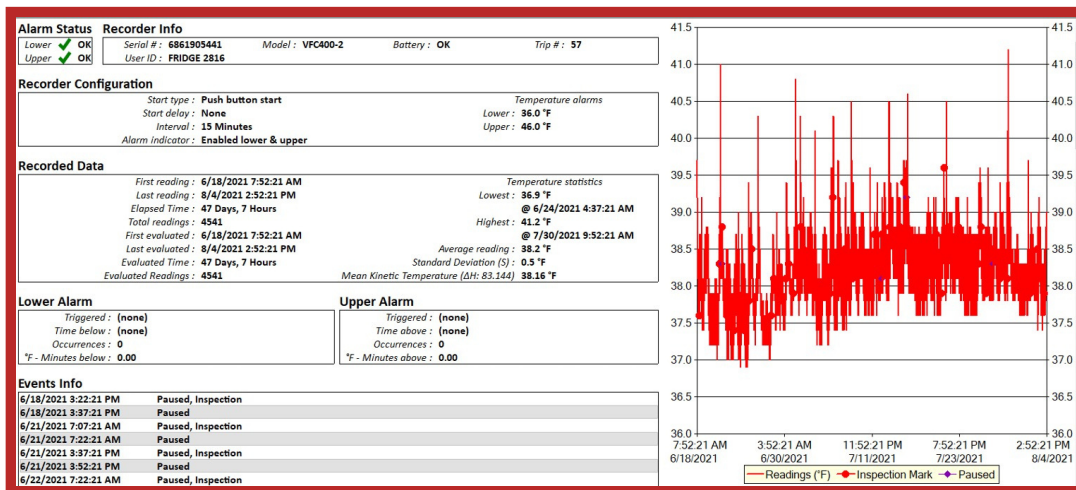 Alarm Status
Lower OK
Upper OK
Recorder Info
Serial # : 6861905441 Model : VFC400-2 Battery : OK Trip # : 57
User ID : FRIDGE 2816
Recorder Configuration
Start type : Push button start
Start delay : None
Interval : 15 Minutes
Alarm indicator : Enabled lower & upper
Temperature alarms
Lower : 36.0 °F
Upper : 46.0 °F
Recorded Data
First reading : 6/18/2021 7:52:21 AM
Last reading : 8/4/2021 2:52:21 PM
Elapsed Time : 47 Days, 7 Hours
Total readings : 4541
First evaluated : 6/18/2021 7:52:21 AM
Last evaluated : 8/4/2021 2:52:21 PM
Evaluated Time : 47 Days, 7 Hours
Evaluated Readings : 4541
Temperature statistics
Lowest : 36.9 °F
@ 6/24/2021 4:37:21 AM
Highest : 41.2 °F
@ 7/30/2021 9:52:21 AM
Average reading : 38.2 °F
Standard Deviation (S) : 0.5 °F
Mean Kinetic Temperature (ΔH: 83.144) 38.16 °F
Lower Alarm
Triggered : (none)
Time below : (none)
Occurrences : 0
°F - Minutes below : 0.00
Upper Alarm
Triggered : (none)
Time above : (none)
Occurrences : 0
°F - Minutes above : 0.00
Events Info
6/18/2021 3:22:21 PM Paused, Inspection
6/18/2021 3:37:21 PM Paused
6/21/2021 7:07:21 AM Paused, Inspection
6/21/2021 7:22:21 AM Paused
6/21/2021 3:37:21 PM Paused, Inspection
6/21/2021 3:52:21 PM Paused
6/22/2021 7:22:21 AM Paused, Inspection
41.5 41.5
41.0 41.0
40.5 40.5
40.0 40.0
39.5 39.5
39.0 39.0
38.5 38.5
38.0 38.0
37.5 37.5
37.0 37.0
36.5 36.5
36.0 36.0
7:52:21 AM 3:52:21 AM 11:52:21 PM 7:52:21 PM 2:52:21 PM
6/18/2021 6/30/2021 7/11/2021 7/23/2021 8/4/2021
Readings (°F) Inspection Mark Paused